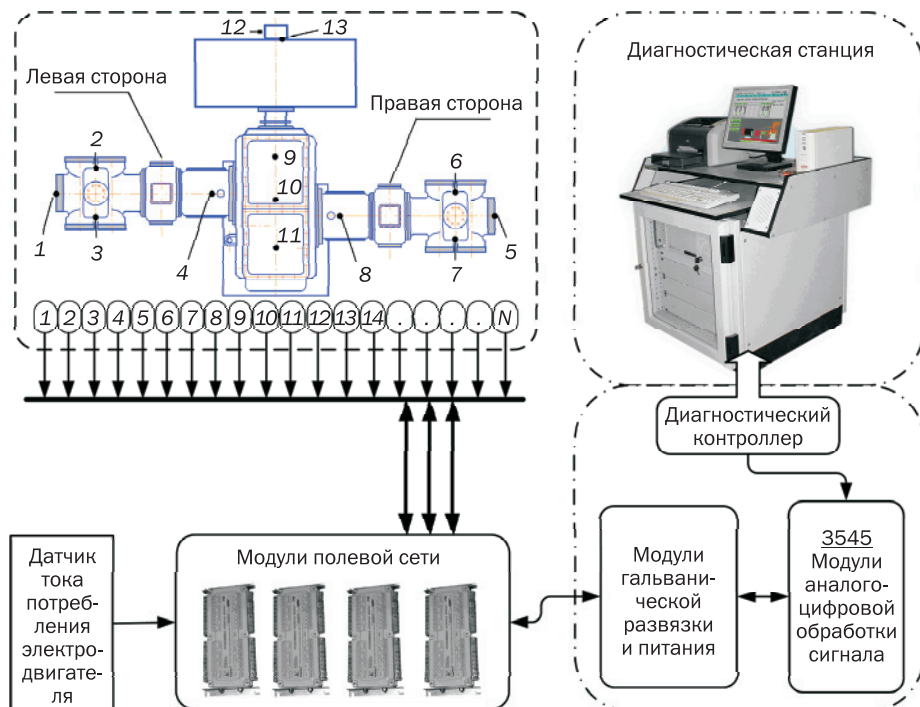 12
13
Диагностическая станция
Левая сторона
Правая сторона
2
9
6
10
1
3
4
11
8
7
5
1 2 3 4 5 6 7 8 9 10 11 12 13 14 . . . . N
Диагностический
контроллер
Датчик
тока
потреб-
ления
электро-
двигате-
ля
Модули полевой сети
Модули
гальвани-
ческой
развязки
и питания
3545
Модули
аналого-
цифровой
обработки
сигнала